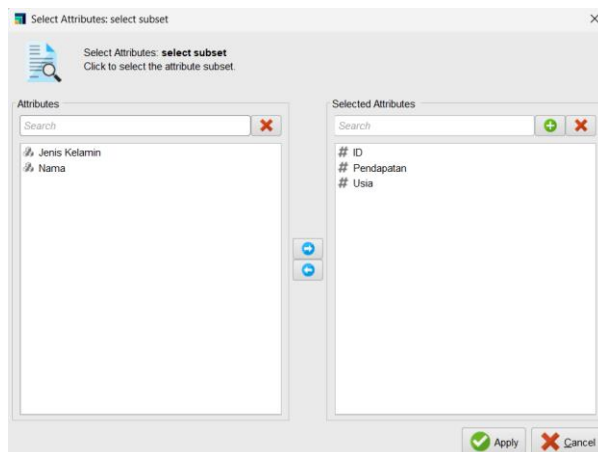 Select Attributes: select subset
Select Attributes: select subset
Click to select the attribute subset.
Attributes
Search
Jenis Kelamin
Nama
Selected Attributes
Search
# ID
# Pendapatan
# Usia
Apply
Cancel